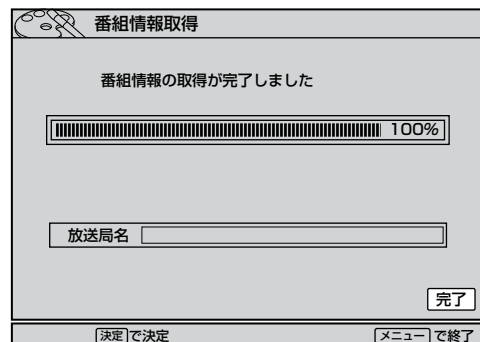 番組情報取得
番組情報の取得が完了しました
100%
放送局名
完了
決定で決定
メニューで終了